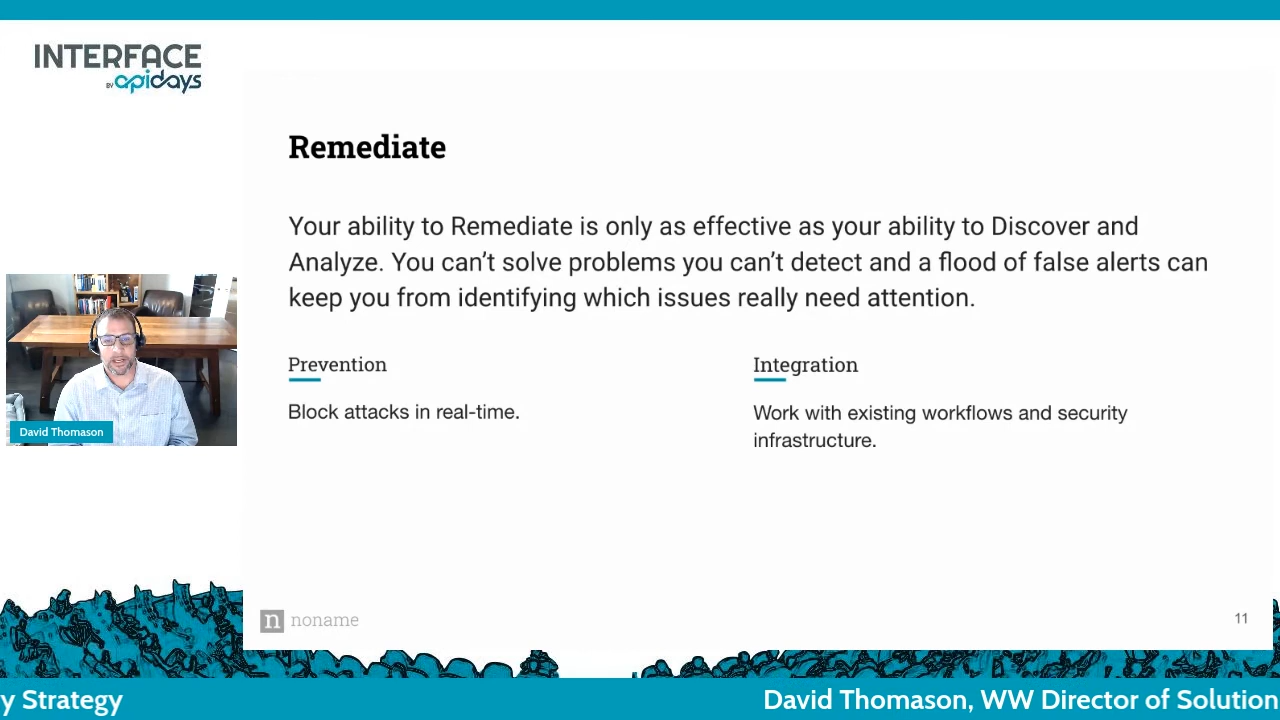 INTERFACE
BY apidays
Remediate
Your ability to Remediate is only as effective as your ability to Discover and
Analyze. You can’t solve problems you can’t detect and a flood of false alerts can
keep you from identifying which issues really need attention.
Prevention
Block attacks in real-time.
Integration
Work with existing workflows and security
infrastructure.
David Thomason
n noname
11
y Strategy
David Thomason, WW Director of Solution